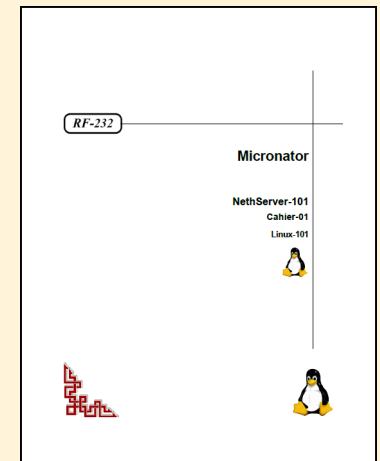 RF-232
Micronator
NethServer-101
Cahier-01
Linux-101